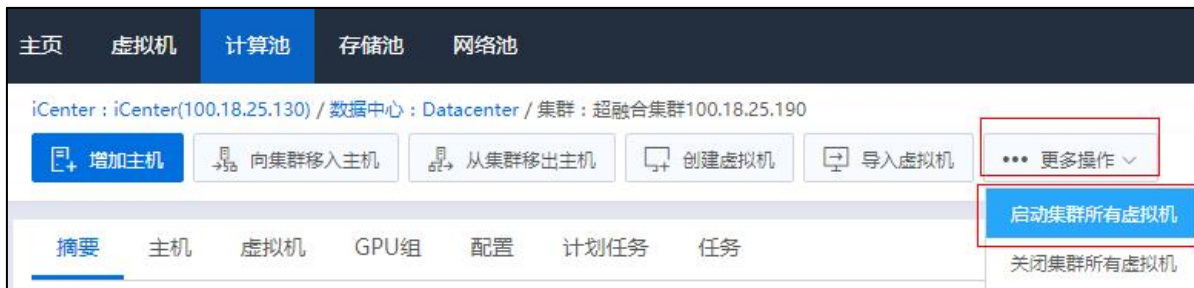 主页 虚拟机 计算池 存储池 网络池
iCenter：iCenter(100.18.25.130) / 数据中心：Datacenter / 集群：超融合集群100.18.25.190
增加主机 向集群移入主机 从集群移出主机 创建虚拟机 导入虚拟机 ••• 更多操作
启动集群所有虚拟机
摘要 主机 虚拟机 GPU组 配置 计划任务 任务
关闭集群所有虚拟机